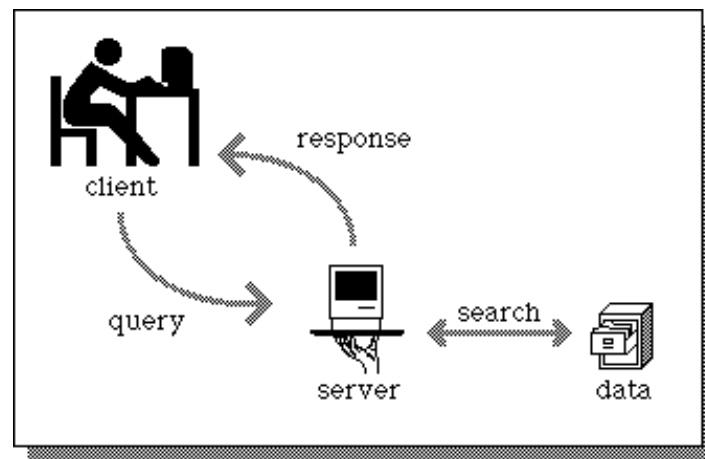 response
client
query
search
server
data